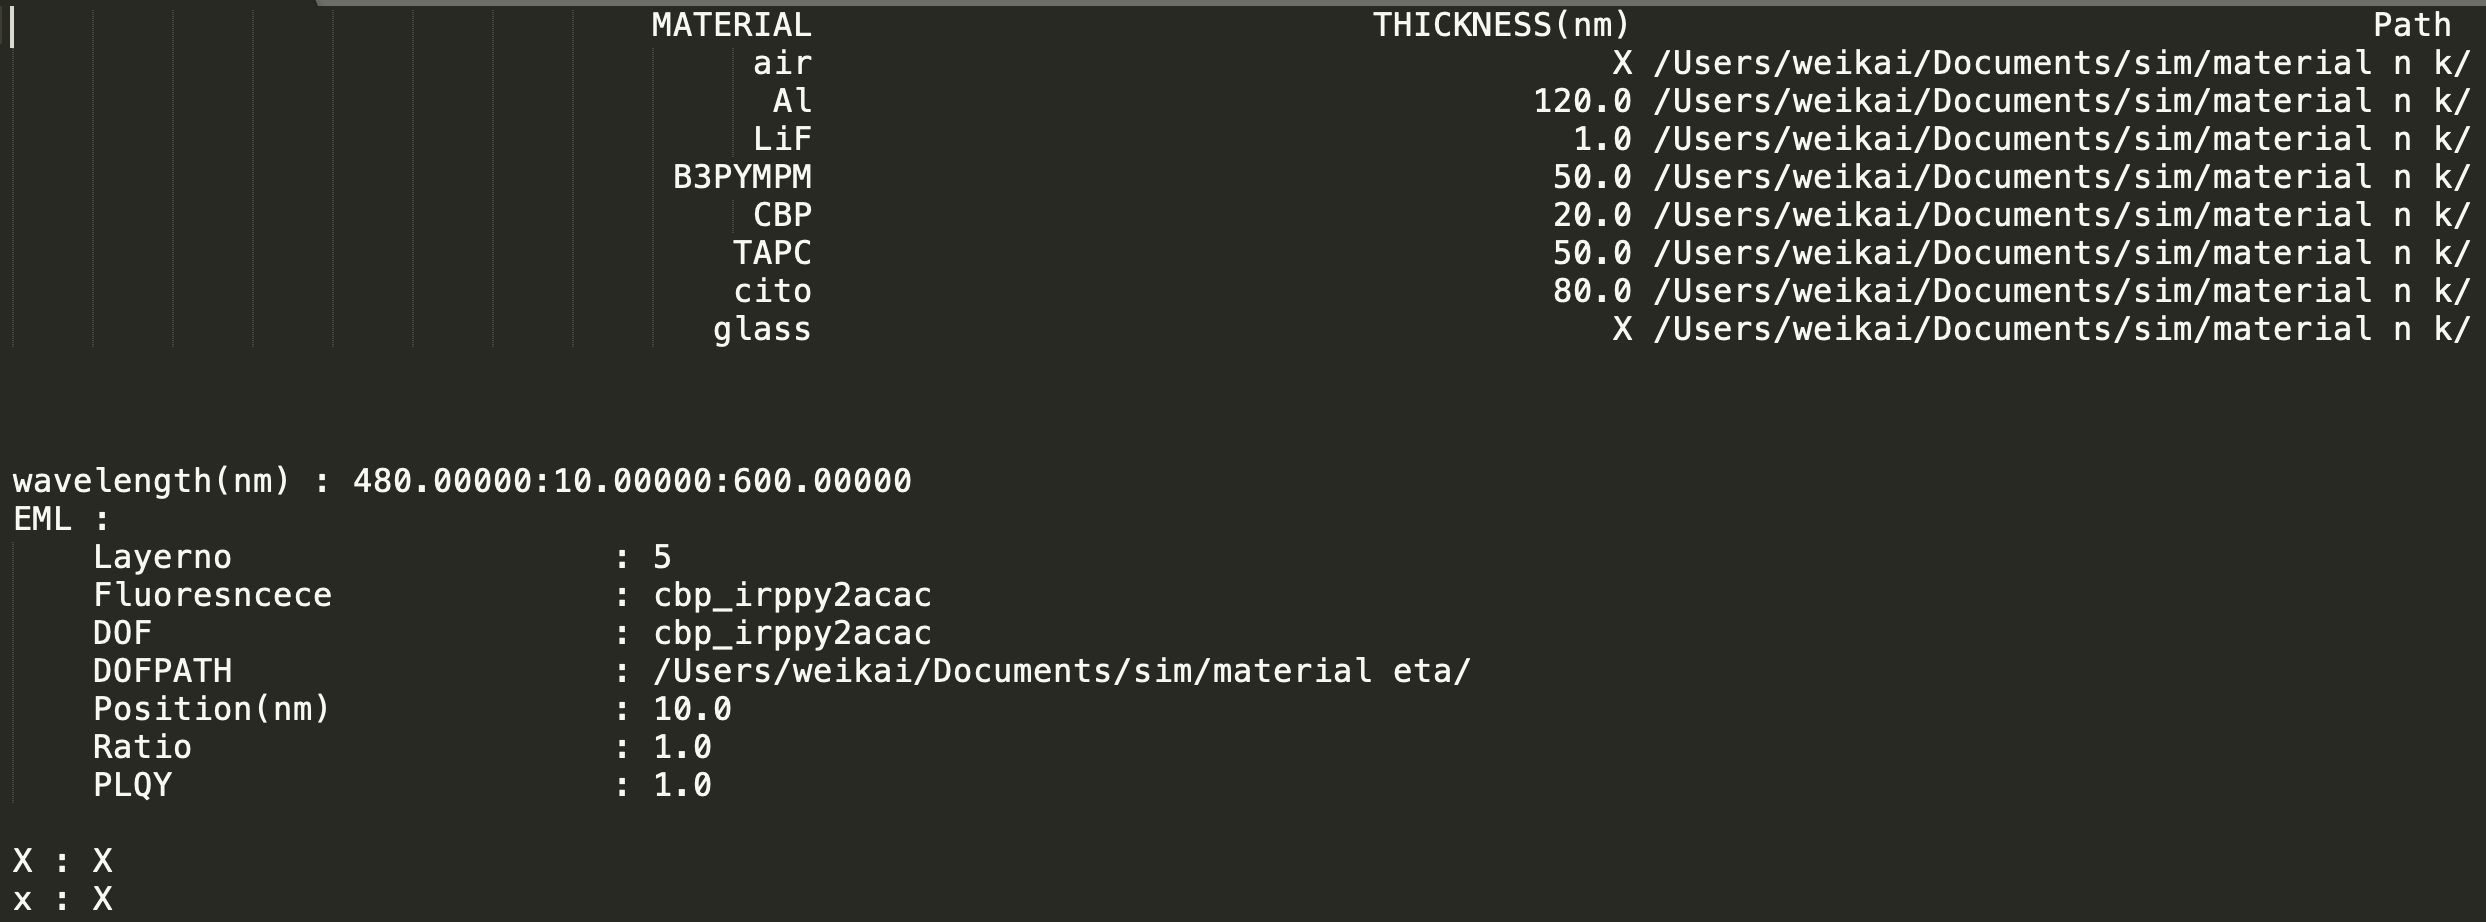 MATERIAL THICKNESS(nm) Path
air X /Users/weikai/Documents/sim/material n k/
Al 120.0 /Users/weikai/Documents/sim/material n k/
LiF 1.0 /Users/weikai/Documents/sim/material n k/
B3PYMPM 50.0 /Users/weikai/Documents/sim/material n k/
CBP 20.0 /Users/weikai/Documents/sim/material n k/
TAPC 50.0 /Users/weikai/Documents/sim/material n k/
cito 80.0 /Users/weikai/Documents/sim/material n k/
glass X /Users/weikai/Documents/sim/material n k/
wavelength(nm) : 480.00000:10.00000:600.00000
EML :
Layerno : 5
Fluoresncece : cbp_irppy2acac
DOF : cbp_irppy2acac
DOFPATH : /Users/weikai/Documents/sim/material eta/
Position(nm) : 10.0
Ratio : 1.0
PLQY : 1.0
X : X
x : X